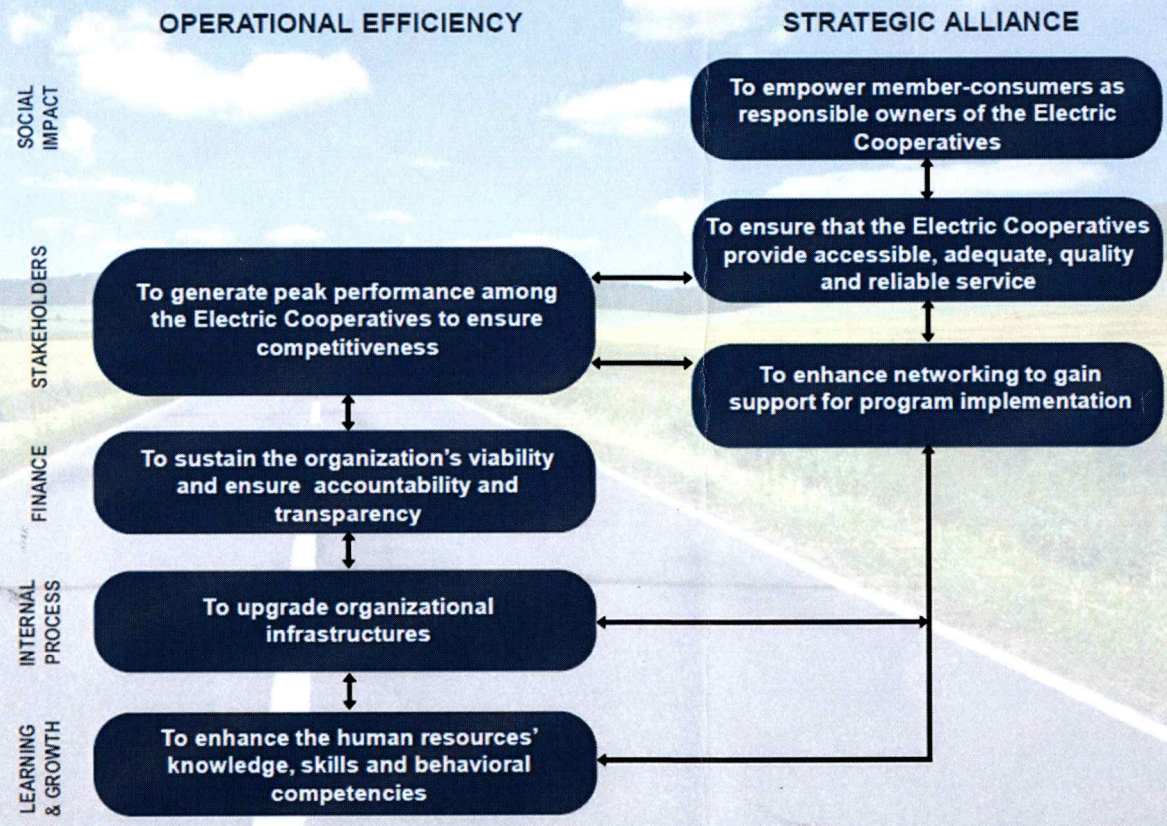 OPERATIONAL EFFICIENCY
STRATEGIC ALLIANCE
SOCIAL
IMPACT
To empower member-consumers as
responsible owners of the Electric
Cooperatives
STAKEHOLDERS
To ensure that the Electric Cooperatives
provide accessible, adequate, quality
and reliable service
To generate peak performance among
the Electric Cooperatives to ensure
competitiveness
To enhance networking to gain
support for program implementation
FINANCE
To sustain the organization's viability
and ensure accountability and
transparency
INTERNAL
PROCESS
To upgrade organizational
infrastructures
LEARNING
& GROWTH
To enhance the human resources'
knowledge, skills and behavioral
competencies